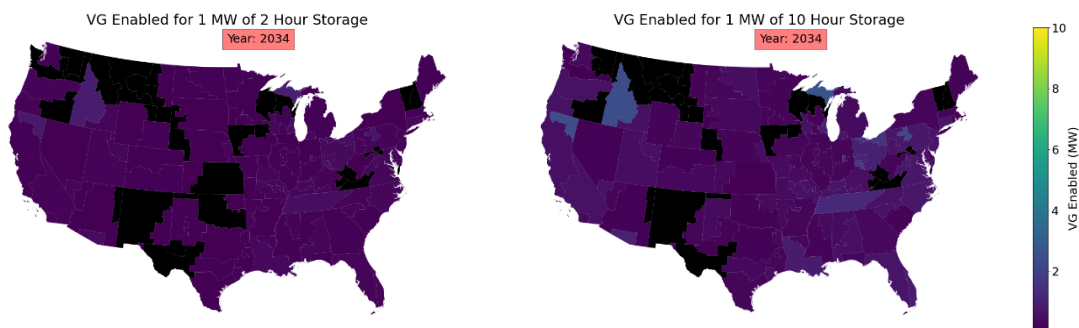 VG Enabled for 1 MW of 2 Hour Storage
Year: 2034
VG Enabled for 1 MW of 10 Hour Storage
Year: 2034
10
8
6
4
2
VG Enabled (MW)